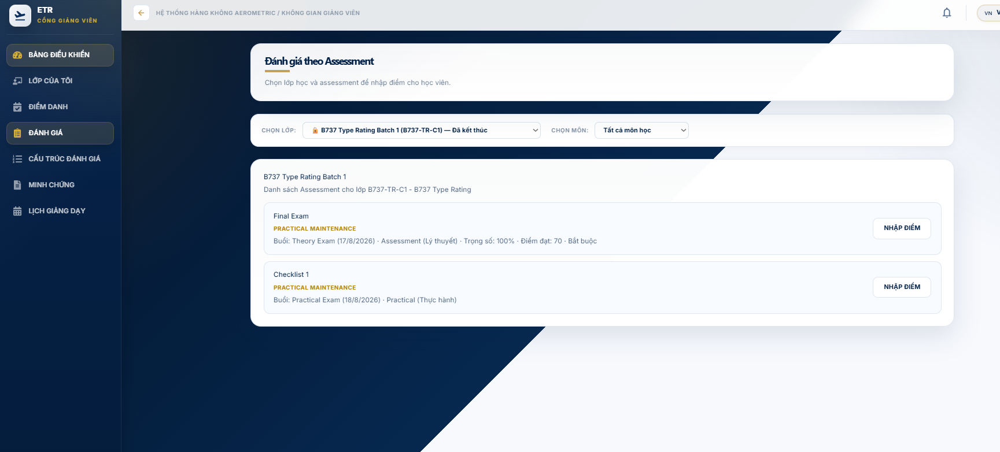 ETR
CỔNG GIẢNG VIÊN
HỆ THỐNG HÀNG KHÔNG AEROMETRIC / KHÔNG GIAN GIẢNG VIÊN
VN V
BẢNG ĐIỀU KHIỂN
LỚP CỦA TÔI
ĐIỂM DANH
ĐÁNH GIÁ
CẤU TRÚC ĐÁNH GIÁ
MINH CHỨNG
LỊCH GIẢNG DẠY
Đánh giá theo Assessment
Chọn lớp học và assessment để nhập điểm cho học viên.
CHỌN LỚP: B737 Type Rating Batch 1 (B737-TR-C1) — Đã kết thúc CHỌN MÔN: Tất cả môn học
B737 Type Rating Batch 1
Danh sách Assessment cho lớp B737-TR-C1 - B737 Type Rating
Final Exam
PRACTICAL MAINTENANCE
Buổi: Theory Exam (17/8/2026) · Assessment (Lý thuyết) · Trọng số: 100% · Điểm đạt: 70 · Bắt buộc
NHẬP ĐIỂM
Checklist 1
PRACTICAL MAINTENANCE
Buổi: Practical Exam (18/8/2026) · Practical (Thực hành)
NHẬP ĐIỂM